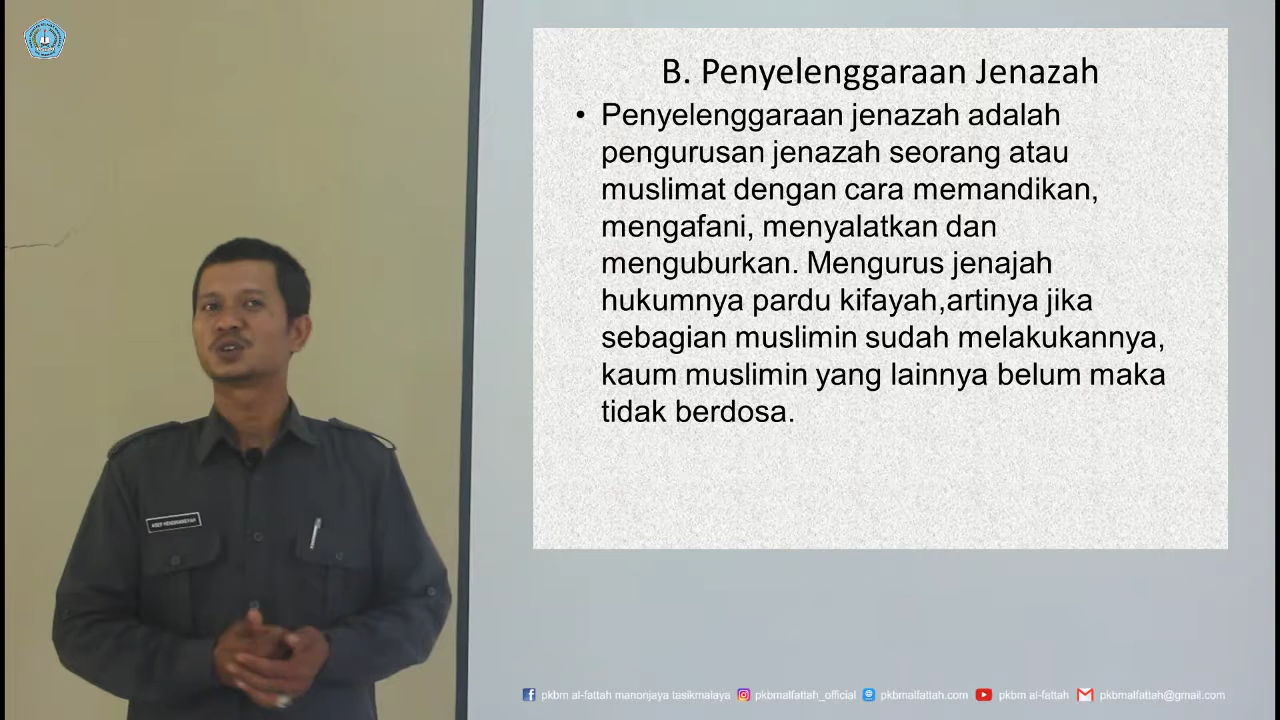 B. Penyelenggaraan Jenazah
• Penyelenggaraan jenazah adalah
pengurusan jenazah seorang atau
muslimat dengan cara memandikan,
mengafani, menyalatkan dan
menguburkan. Mengurus jenajah
hukumnya pardu kifayah,artinya jika
sebagian muslimin sudah melakukannya,
kaum muslimin yang lainnya belum maka
tidak berdosa.
pkbm al-fattah manonjaya tasikmalaya pkbmalfattah_official pkbmalfattah.com pkbm al-fattah pkbmalfattah@gmail.com